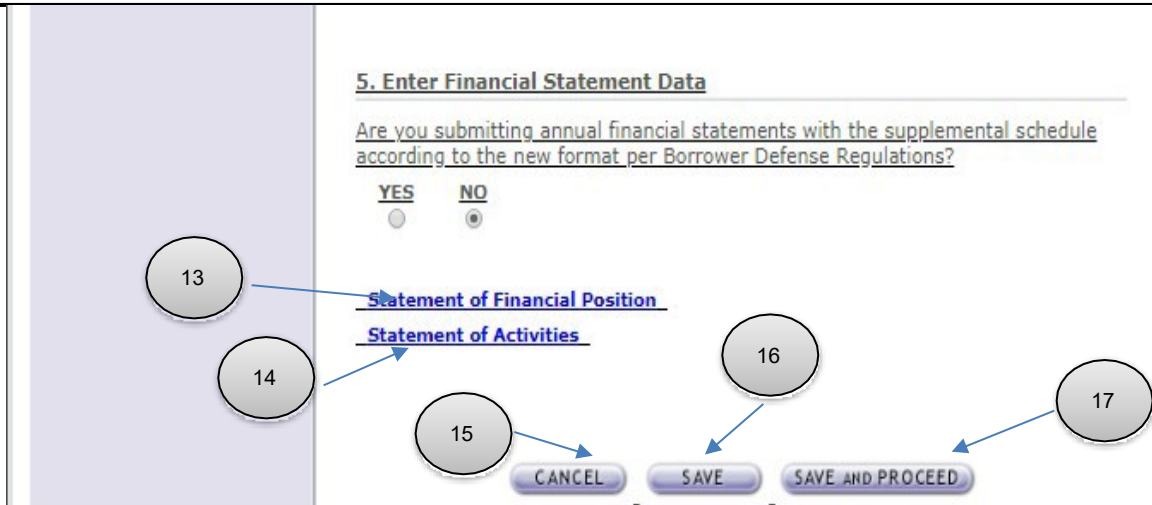 5. Enter Financial Statement Data
Are you submitting annual financial statements with the supplemental schedule
according to the new format per Borrower Defense Regulations?
YES NO
13
Statement of Financial Position
Statement of Activities
14
16
15
17
CANCEL SAVE SAVE AND PROCEED